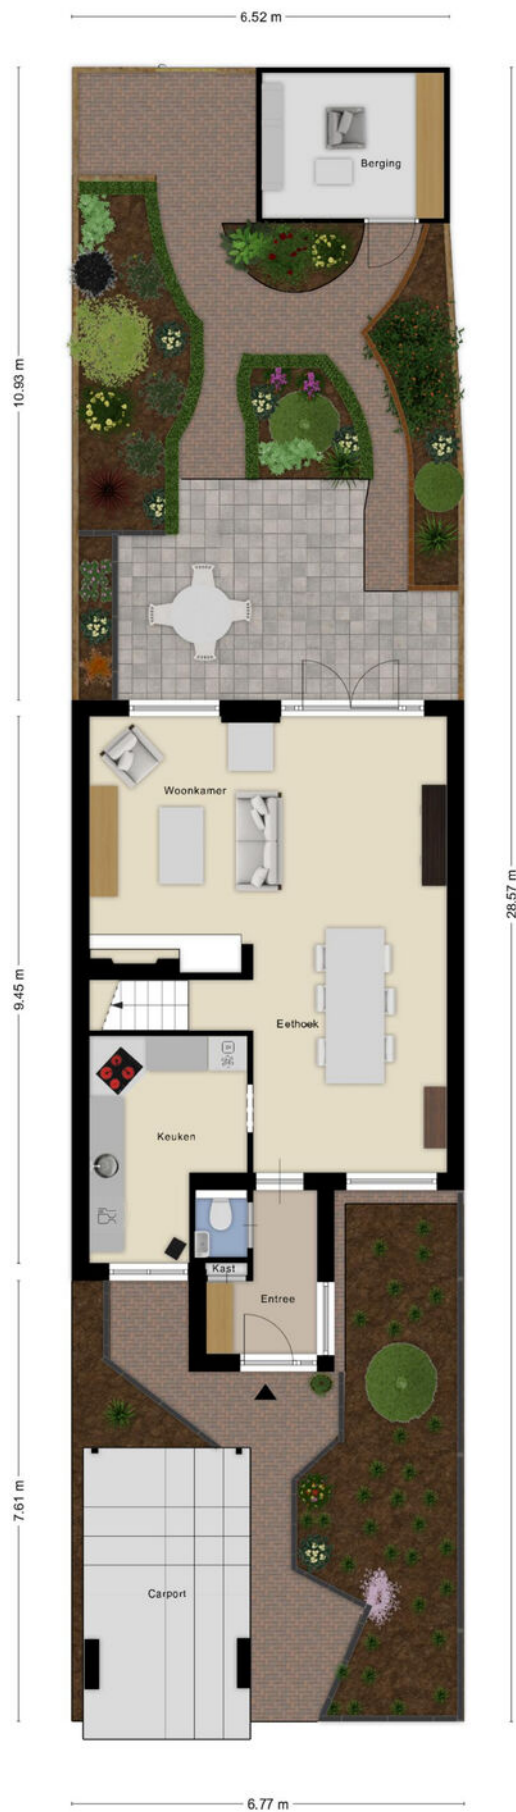 6.52 m
Berging
10.93 m
Woonkamer
28.57 m
9.45 m
Eethoek
Keuken
Kast
Entree
7.61 m
Carport
6.77 m